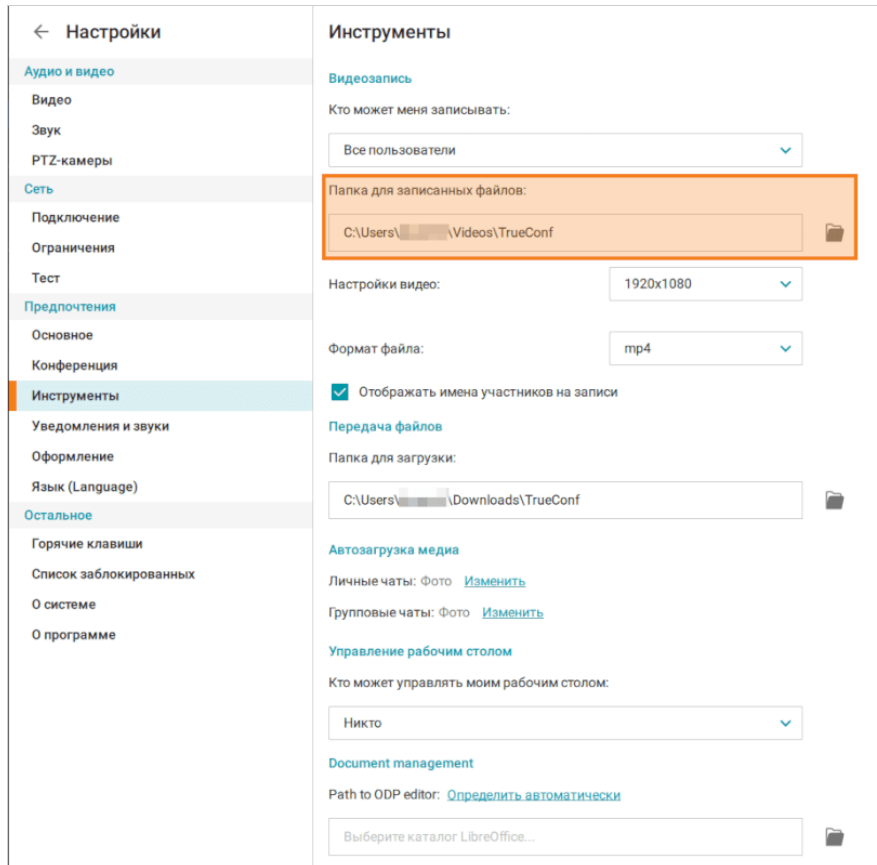 Настройки
Аудио и видео
Видео
Звук
PTZ-камеры
Сеть
Подключение
Ограничения
Тест
Предпочтения
Основное
Конференция
Инструменты
Уведомления и звуки
Оформление
Язык (Language)
Остальное
Горячие клавиши
Список заблокированных
О системе
О программе
Инструменты
Видеозапись
Кто может меня записывать:
Все пользователи
Папка для записанных файлов:
C:\Users\ \Videos\TrueConf
Настройки видео: 1920x1080
Формат файла: mp4
Отображать имена участников на записи
Передача файлов
Папка для загрузки:
C:\Users\ \Downloads\TrueConf
Автозагрузка медиа
Личные чаты: Фото Изменить
Групповые чаты: Фото Изменить
Управление рабочим столом
Кто может управлять моим рабочим столом:
Никто
Document management
Path to ODP editor: Определить автоматически
Выберите каталог LibreOffice...